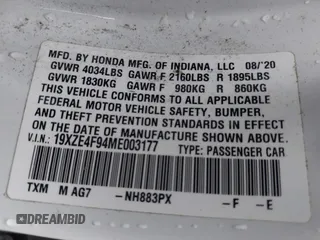 MFD. BY HONDA MFG. OF INDIANA, LLC 08/'20
GVWR 4034LBS GAWR F 2160LBS R 1895LBS
GVWR 1830KG GAWR F 980KG R 860KG
THIS VEHICLE CONFORMS TO ALL APPLICABLE
FEDERAL MOTOR VEHICLE SAFETY, BUMPER,
AND THEFT PREVENTION STANDARDS IN EFFECT
ON THE DATE OF MANUFACTURE SHOWN ABOVE.
V.I.N.: 19XZE4F94ME003177 TYPE: PASSENGER CAR
TXM M AG7 -NH883PX -F -E
DREAMBID